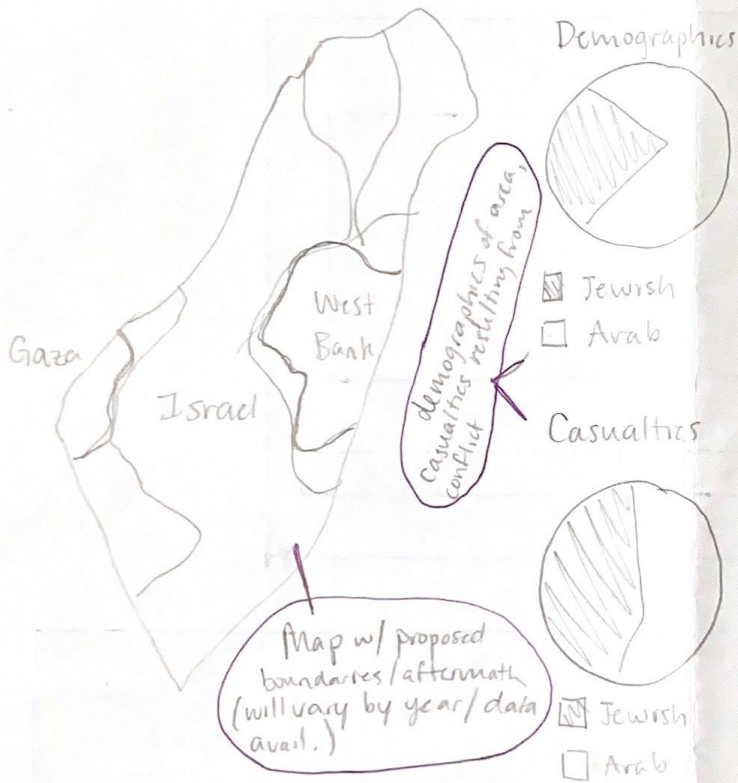 Demographics
Jewish
Arab
West
Bank
Gaza
Israel
demographics of area,
casualties resulting from
conflict
Casualties
Jewish
Arab
Map w/ proposed
boundaries/aftermath
(will vary by year/data
avail.)